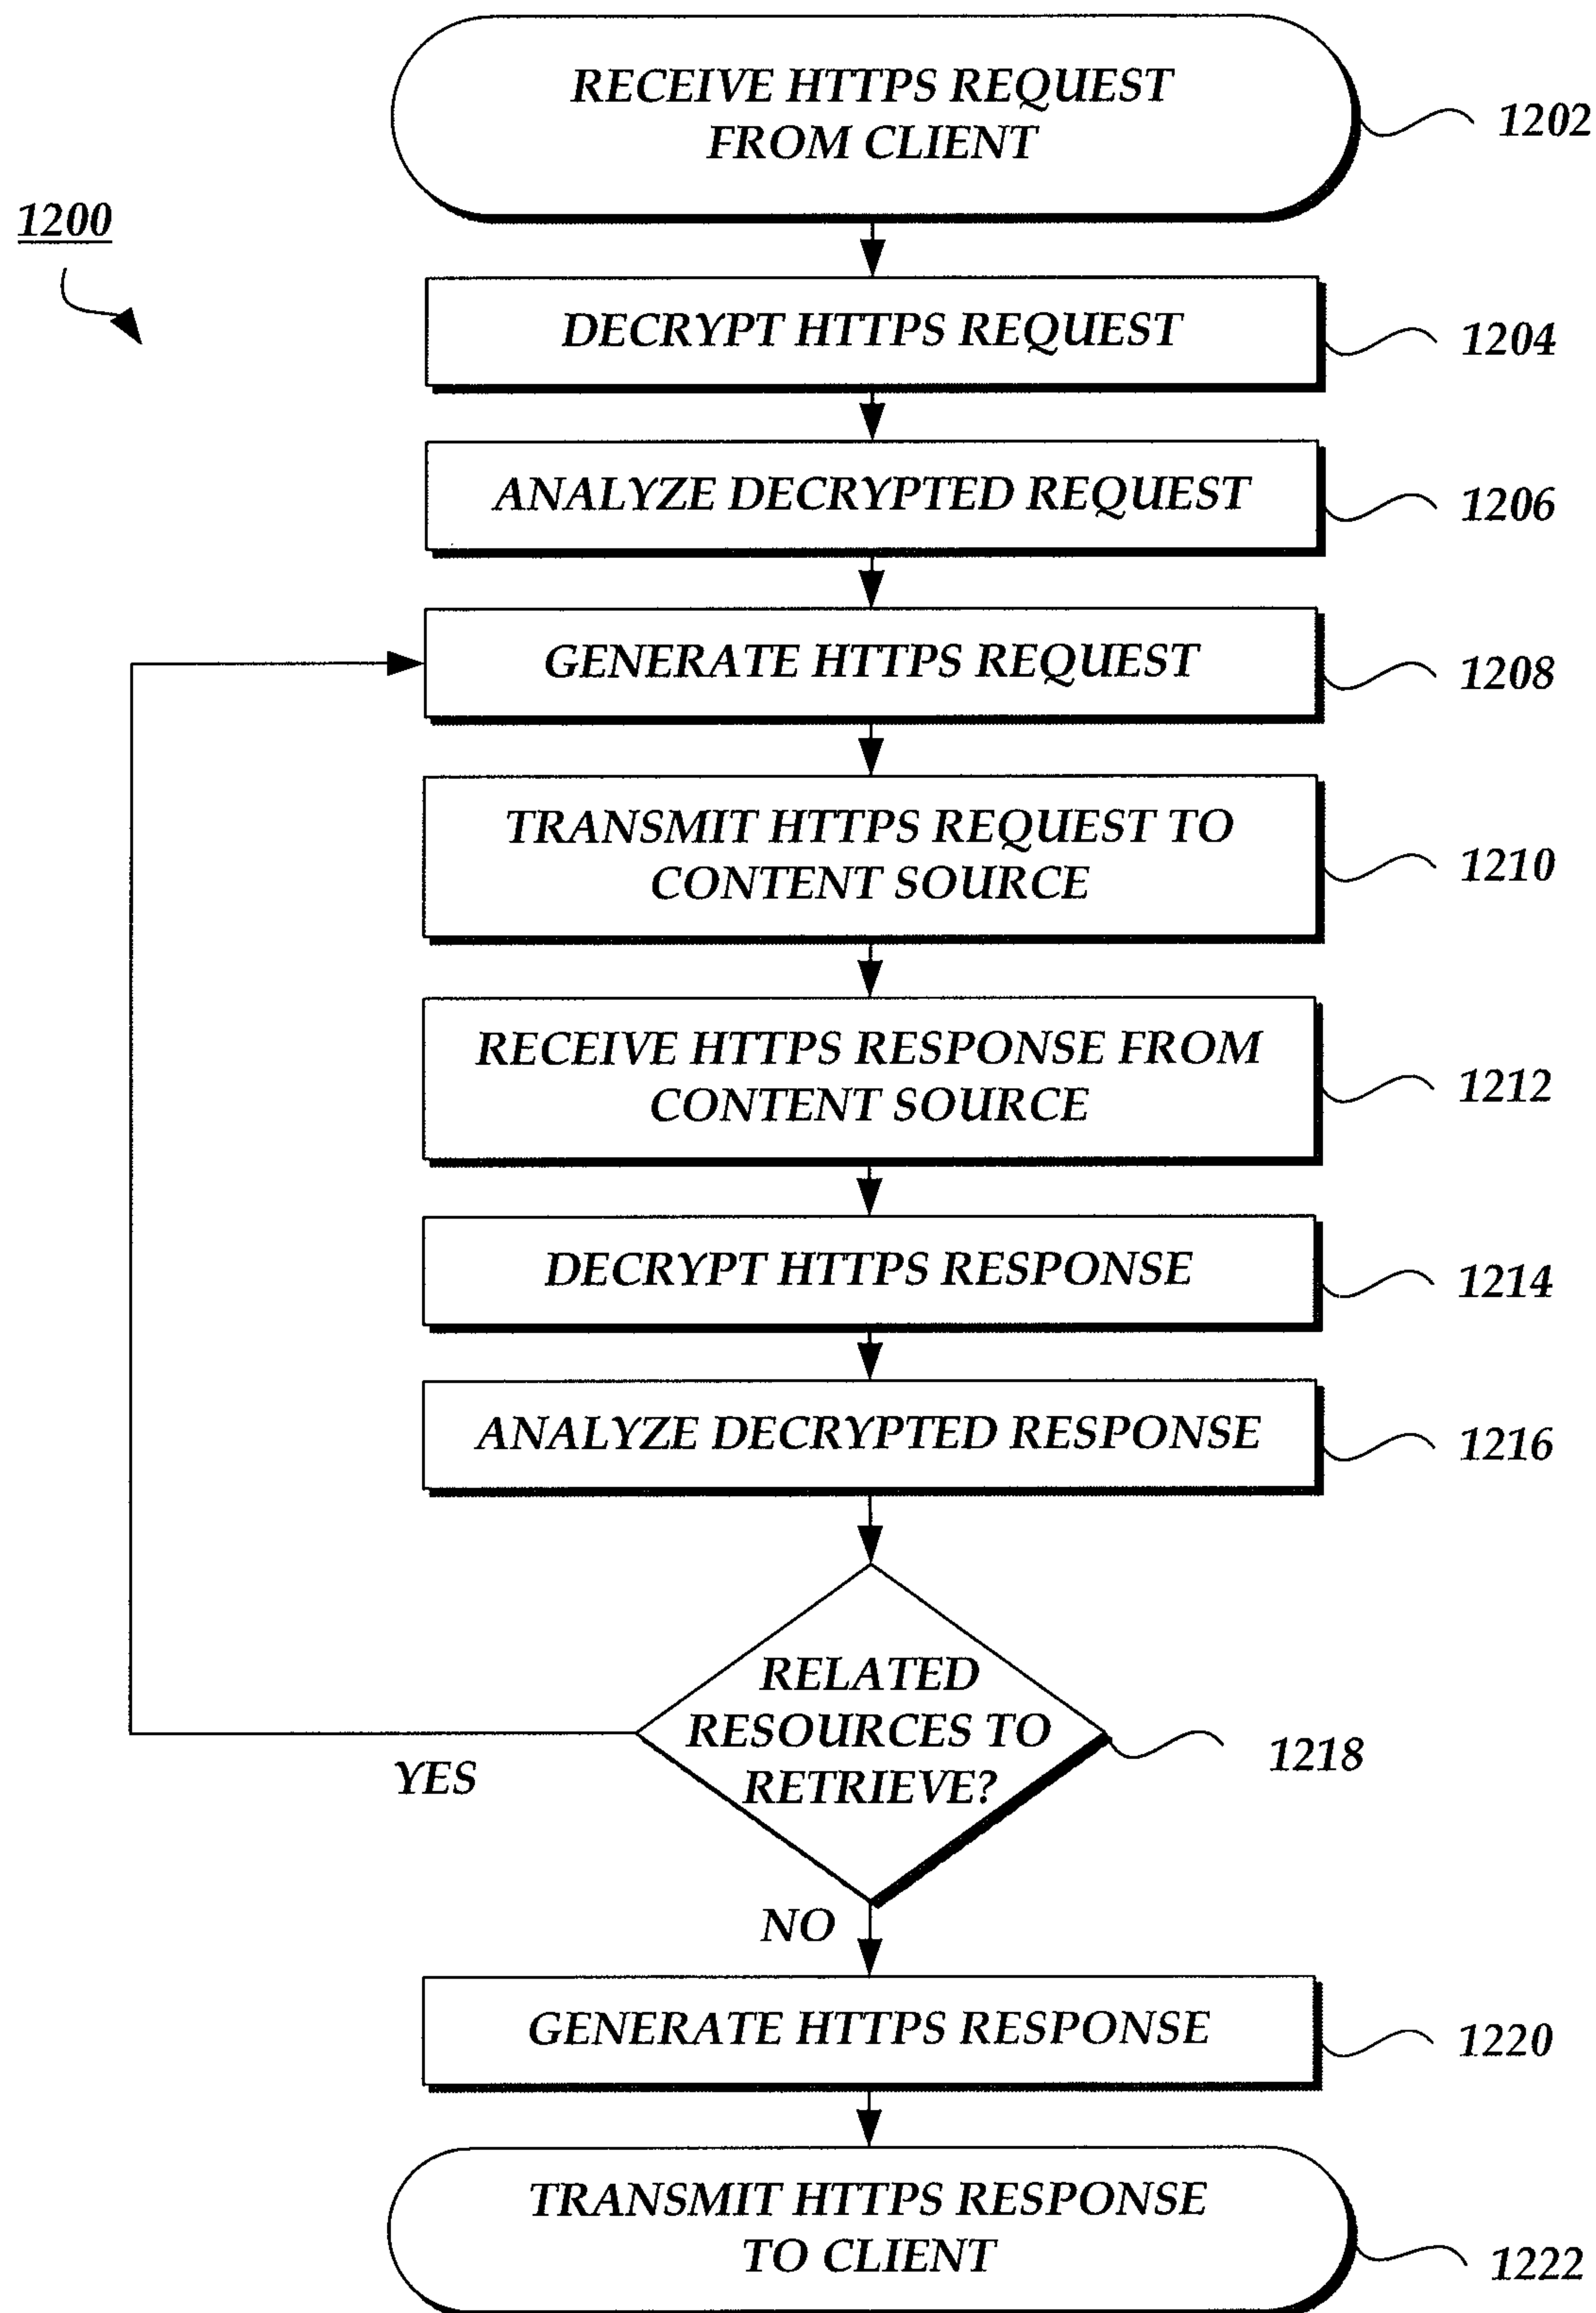 RECEIVE HTTPS REQUEST
FROM CLIENT
1202
1200
DECRYPT HTTPS REQUEST
1204
ANALYZE DECRYPTED REQUEST
1206
GENERATE HTTPS REQUEST
1208
TRANSMIT HTTPS REQUEST TO
CONTENT SOURCE
1210
RECEIVE HTTPS RESPONSE FROM
CONTENT SOURCE
1212
DECRYPT HTTPS RESPONSE
1214
ANALYZE DECRYPTED RESPONSE
1216
RELATED
RESOURCES TO
RETRIEVE?
1218
YES
NO
GENERATE HTTPS RESPONSE
1220
TRANSMIT HTTPS RESPONSE
TO CLIENT
1222